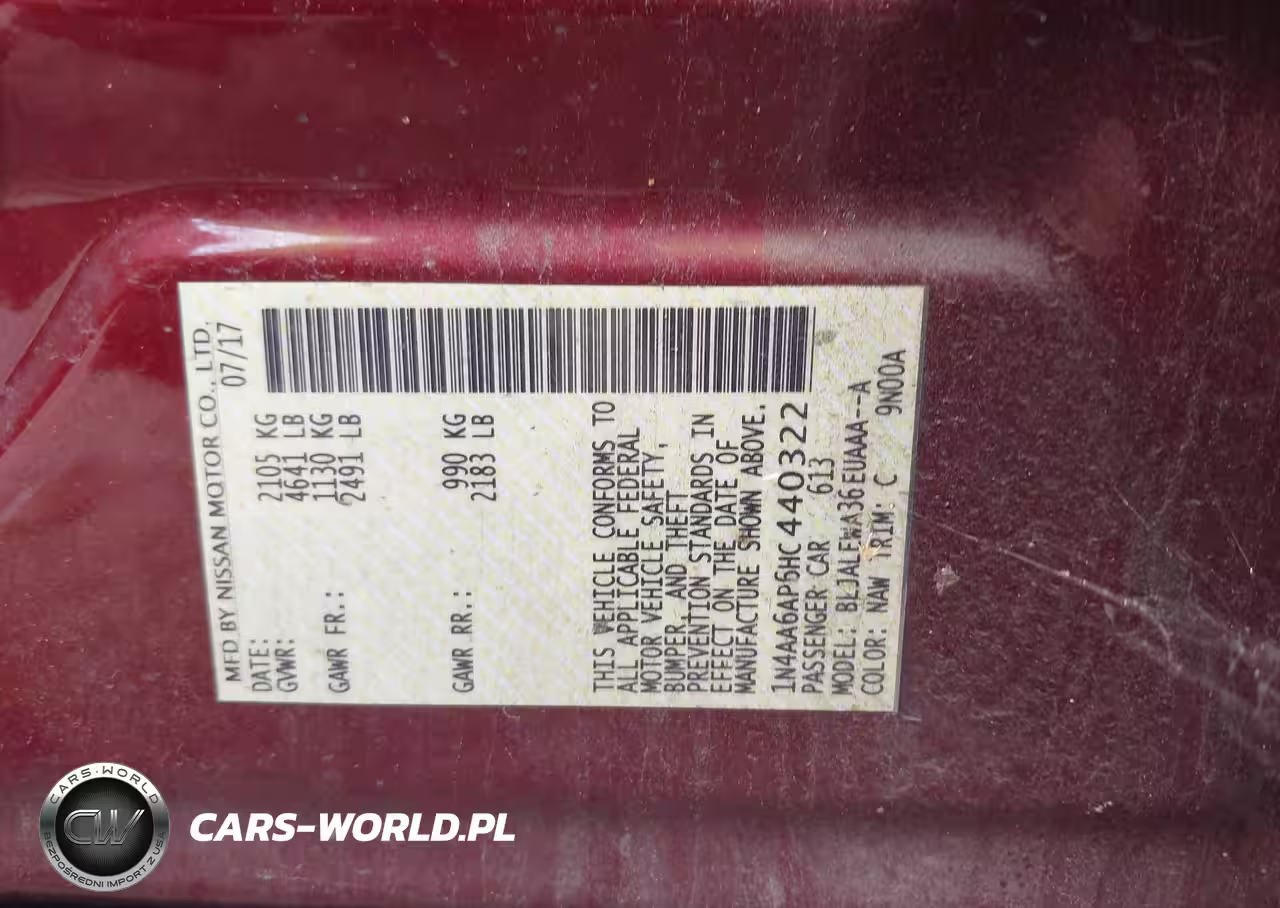 MFD BY NISSAN MOTOR CO., LTD.
DATE: 07/17
GVWR: 2105 KG
4641 LB
GAWR FR.: 1130 KG
2491 LB
GAWR RR.: 990 KG
2183 LB
THIS VEHICLE CONFORMS TO
ALL APPLICABLE FEDERAL
MOTOR VEHICLE SAFETY,
BUMPER, AND THEFT
PREVENTION STANDARDS IN
EFFECT ON THE DATE OF
MANUFACTURE SHOWN ABOVE.
1N4AA6AP6HC440322
PASSENGER CAR 613
MODEL: BLJALEWA36EUAAA--A
COLOR: NAW TRIM: C 9N00A
CARS-WORLD
CW
BEZPOŚREDNI IMPORT Z USA
CARS-WORLD.PL